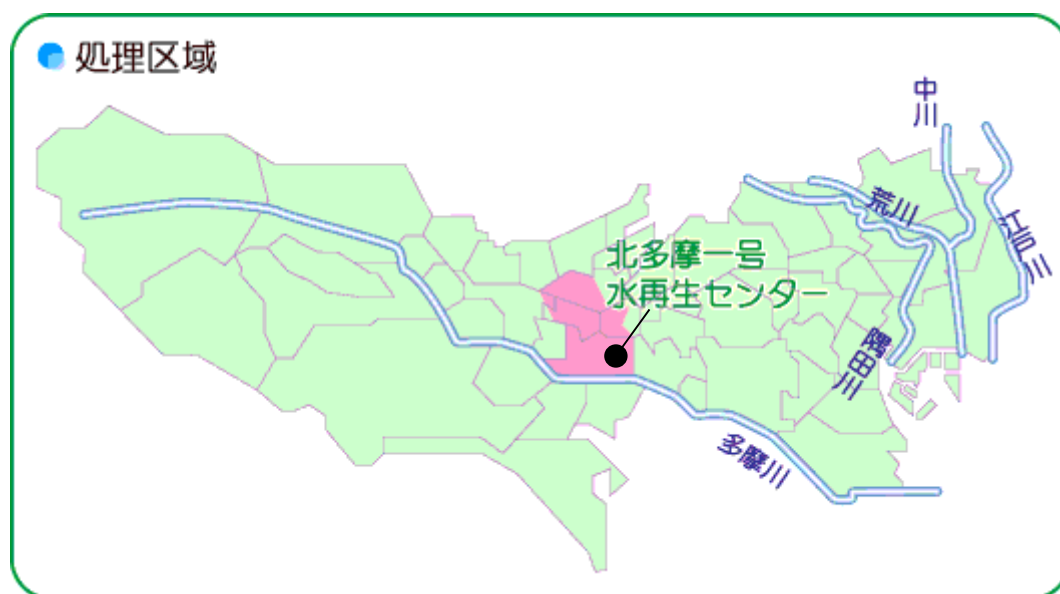 処理区域
中川
荒川
江戸川
北多摩一号
水再生センター
隅田川
多摩川